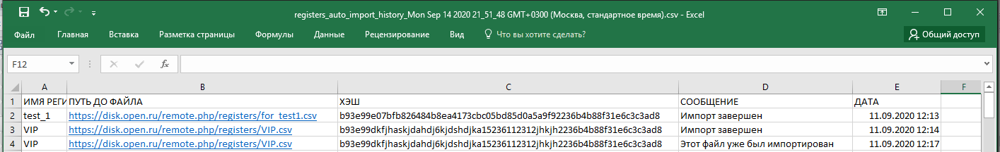 registers_auto_import_history_Mon Sep 14 2020 21_51_48 GMT+0300 (Москва, стандартное время).csv - Excel
Файл Главная Вставка Разметка страницы Формулы Данные Рецензирование Вид Что вы хотите сделать? Общий доступ
F12 fx
A B C D E F
1 ИМЯ РЕГИ ПУТЬ ДО ФАЙЛА ХЭШ СООБЩЕНИЕ ДАТА
2 test_1 https://disk.open.ru/remote.php/registers/for_test1.csv b93e99e07bfb826484b8ea4173cbc05bd85d0a5a9f92236b4b88f31e6c3c3ad8 Импорт завершен 11.09.2020 12:13
3 VIP https://disk.open.ru/remote.php/registers/VIP.csv b93e99dkfjhaskjdahdj6kjdshdjka15236112312jhkjh2236b4b88f31e6c3c3ad8 Импорт завершен 11.09.2020 12:14
4 VIP https://disk.open.ru/remote.php/registers/VIP.csv b93e99dkfjhaskjdahdj6kjdshdjka15236112312jhkjh2236b4b88f31e6c3c3ad8 Этот файл уже был импортирован 11.09.2020 12:17